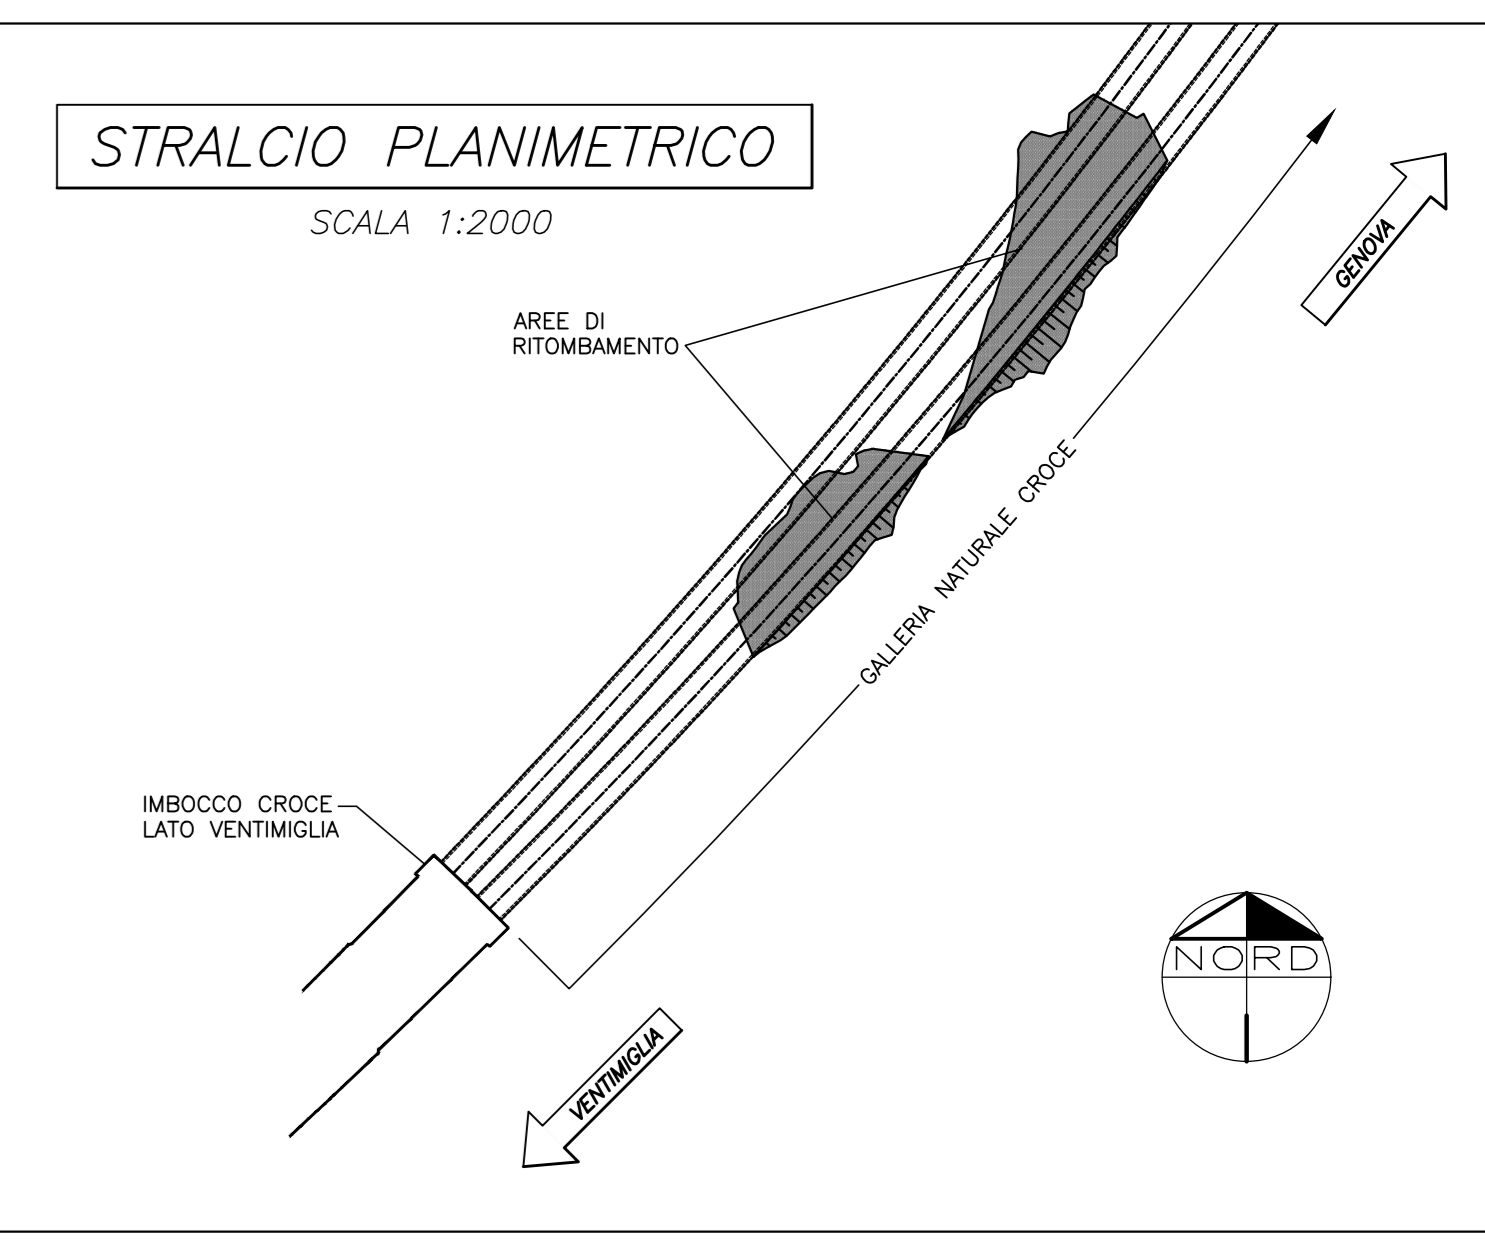 STRALCIO PLANIMETRICO
SCALA 1:2000
GENOVA
AREE DI
RITOMBAMENTO
GALLERIA NATURALE CROCE
IMBOCCO CROCE
LATO VENTIMIGLIA
NORD
VENTIMIGLIA